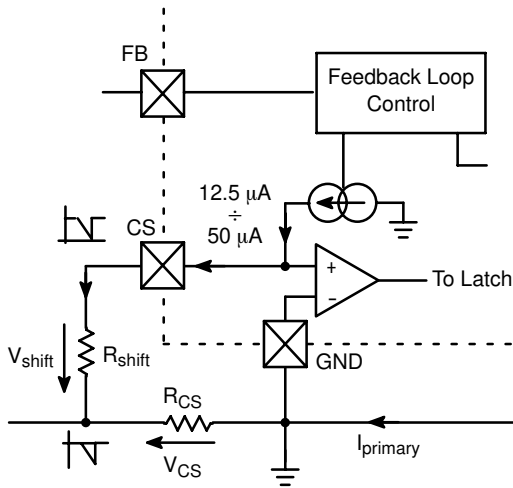 FB
Feedback Loop
Control
12.5 µA
÷
50 µA
CS
+
−
To Latch
GND
Vshift
Rshift
RCS
VCS
Iprimary